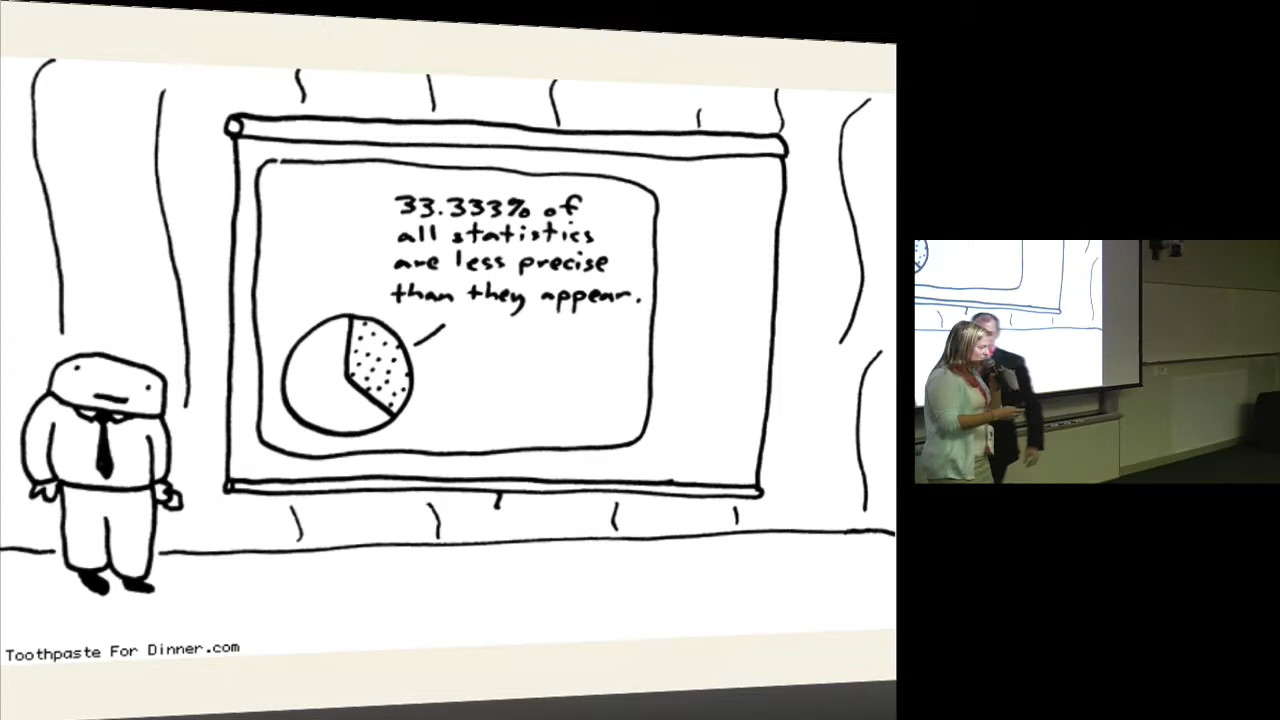 33.333% of
all statistics
are less precise
than they appear.
Toothpaste For Dinner.com